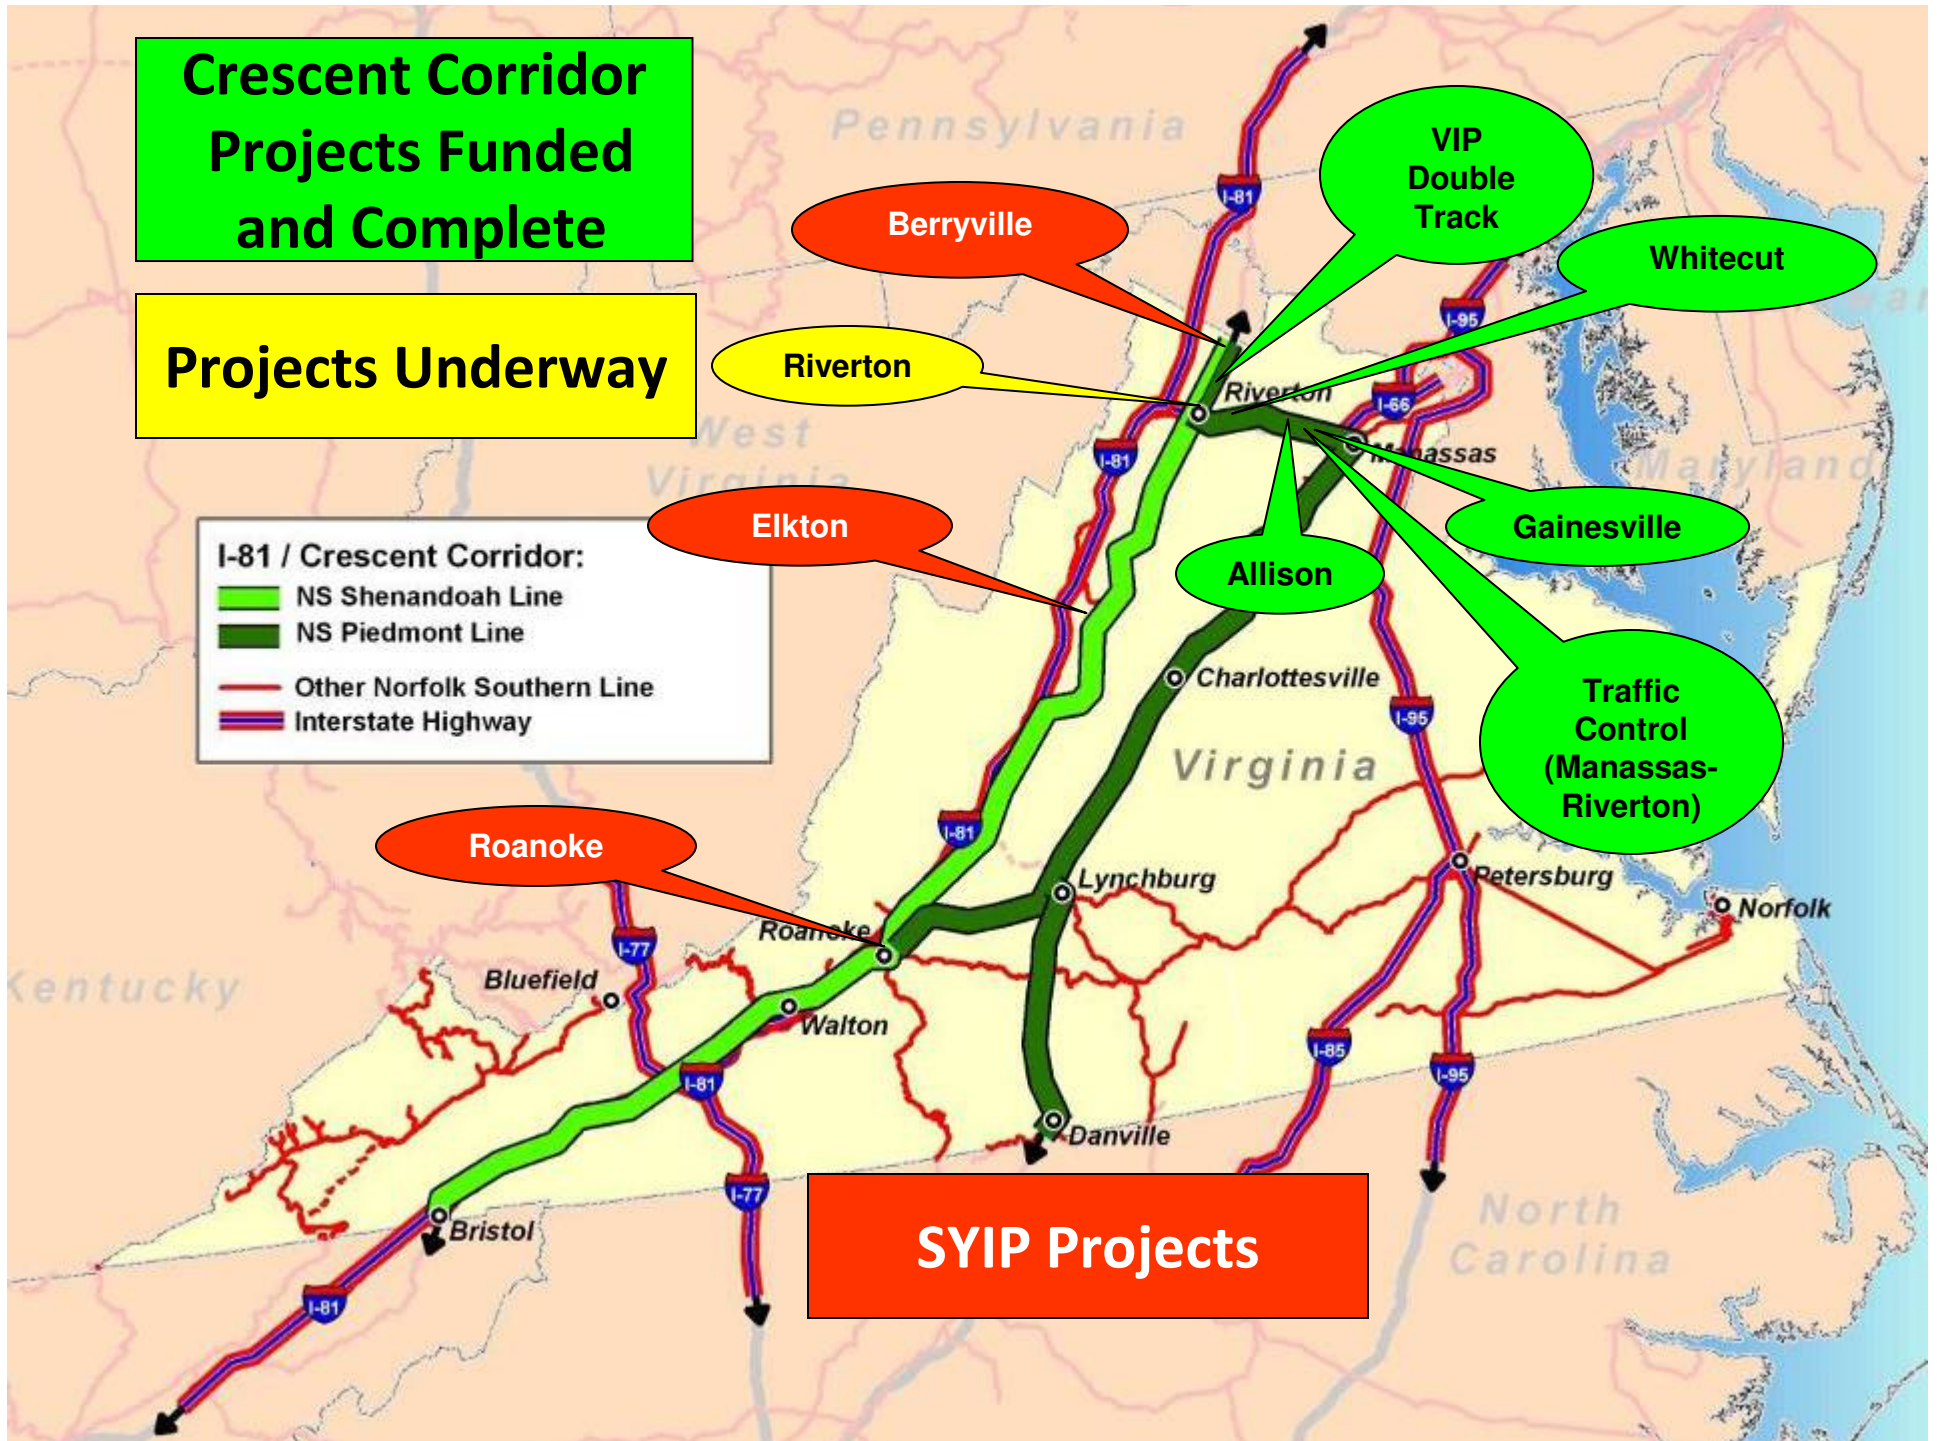 Crescent Corridor
Projects Funded
and Complete
Projects Underway
Pennsylvania
I-81
VIP
Double
Track
Berryville
Whitecut
I-95
Riverton
Riverton
I-66
Manassas
West
Virginia
I-81
Maryland
Elkton
Gainesville
Allison
I-81 / Crescent Corridor:
NS Shenandoah Line
NS Piedmont Line
Other Norfolk Southern Line
Interstate Highway
Charlottesville
I-95
Traffic
Control
(Manassas-
Riverton)
Virginia
I-81
Roanoke
Lynchburg
Petersburg
Norfolk
Roanoke
I-77
Bluefield
Kentucky
Walton
I-85
I-95
I-81
Danville
I-77
Bristol
North
Carolina
SYIP Projects
I-81